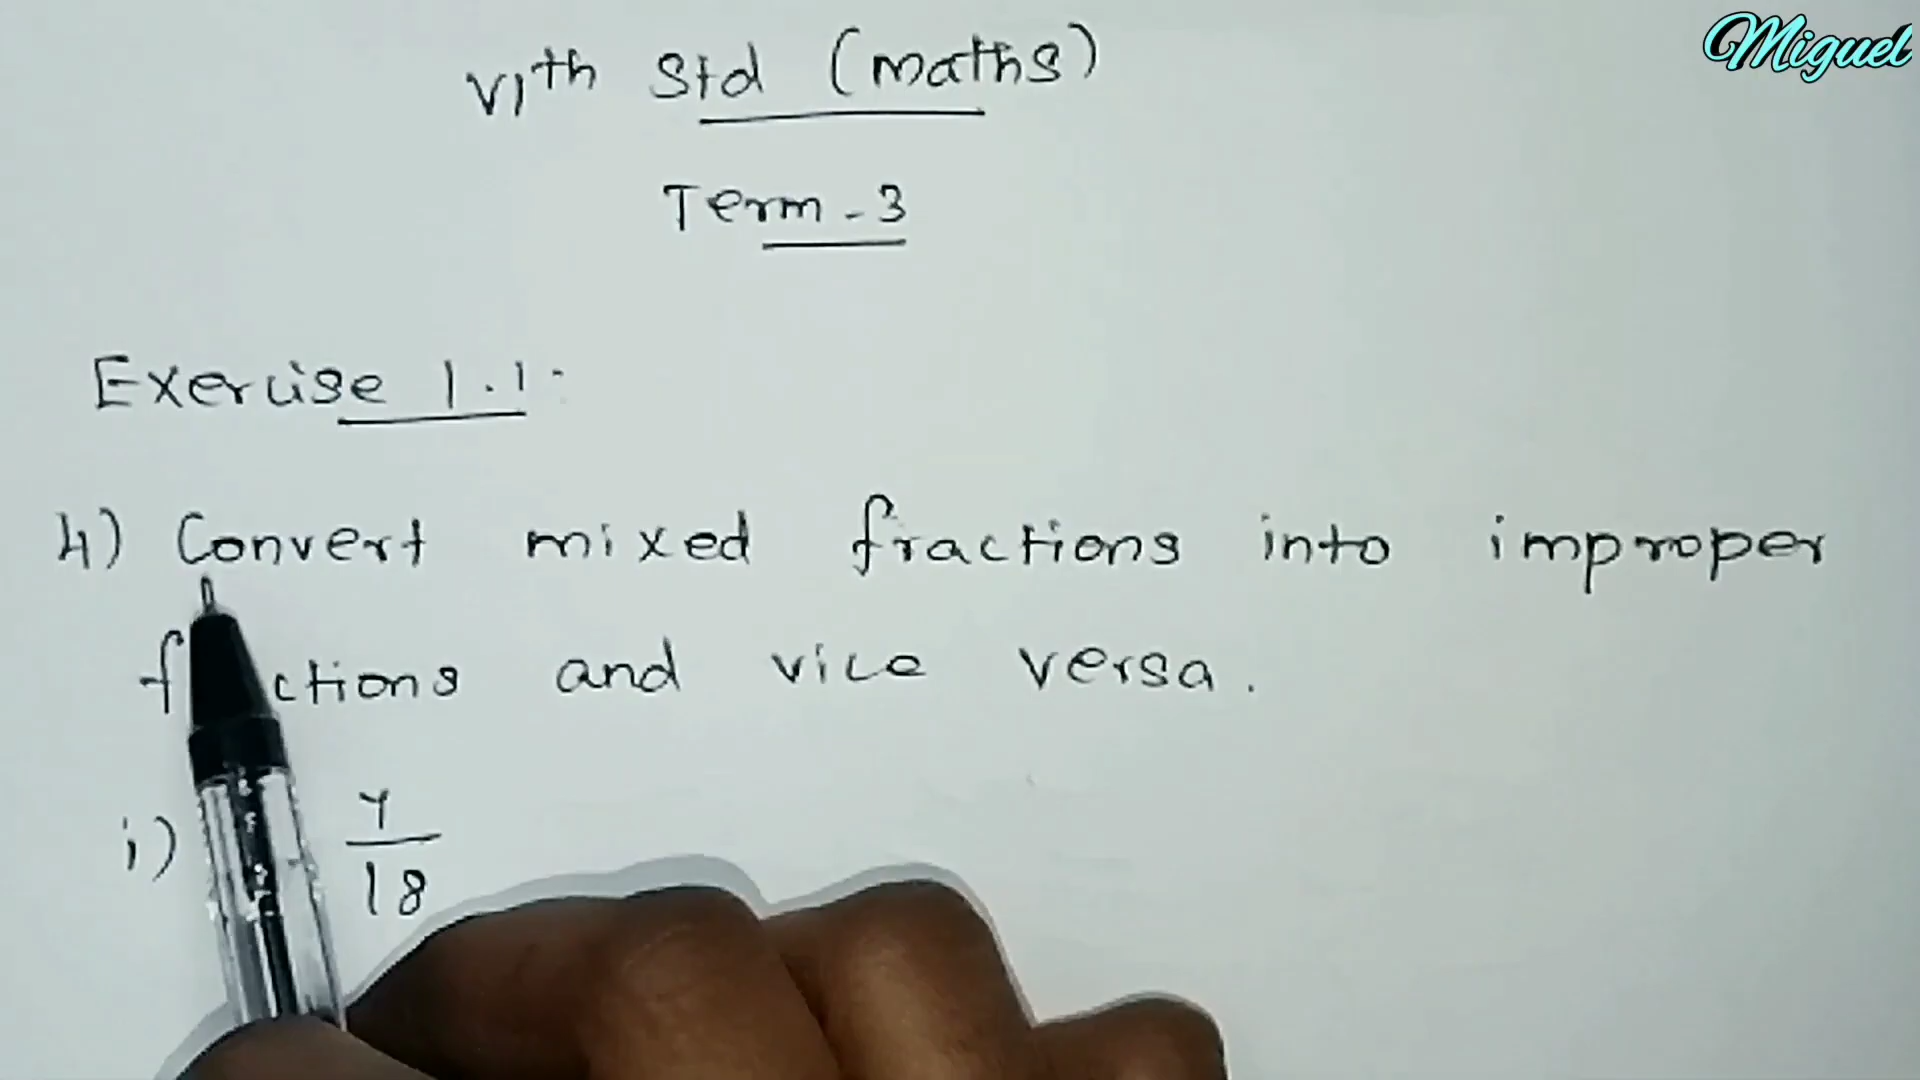 Miguel
VIth Std (maths)
Term - 3
Exercise 1.1.
4) Convert mixed fractions into improper
ctions and vice versa.
i)
7
18